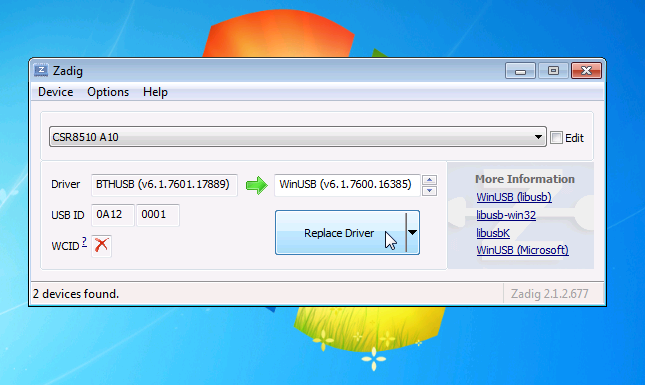 Zadig
Device Options Help
CSR8510 A10
Edit
Driver BTHUSB (v6.1.7601.17889) WinUSB (v6.1.7600.16385)
USB ID 0A12 0001
WCID ?
Replace Driver
More Information
WinUSB (libusb)
libusb-win32
libusbK
WinUSB (Microsoft)
2 devices found.
Zadig 2.1.2.677